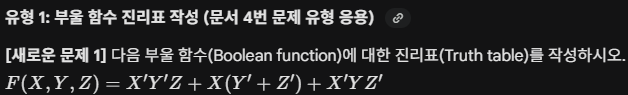 유형 1: 부울 함수 진리표 작성 (문서 4번 문제 유형 응용)
[새로운 문제 1] 다음 부울 함수(Boolean function)에 대한 진리표(Truth table)를 작성하시오.
F(X, Y, Z) = X'Y'Z + X(Y' + Z') + X'YZ'